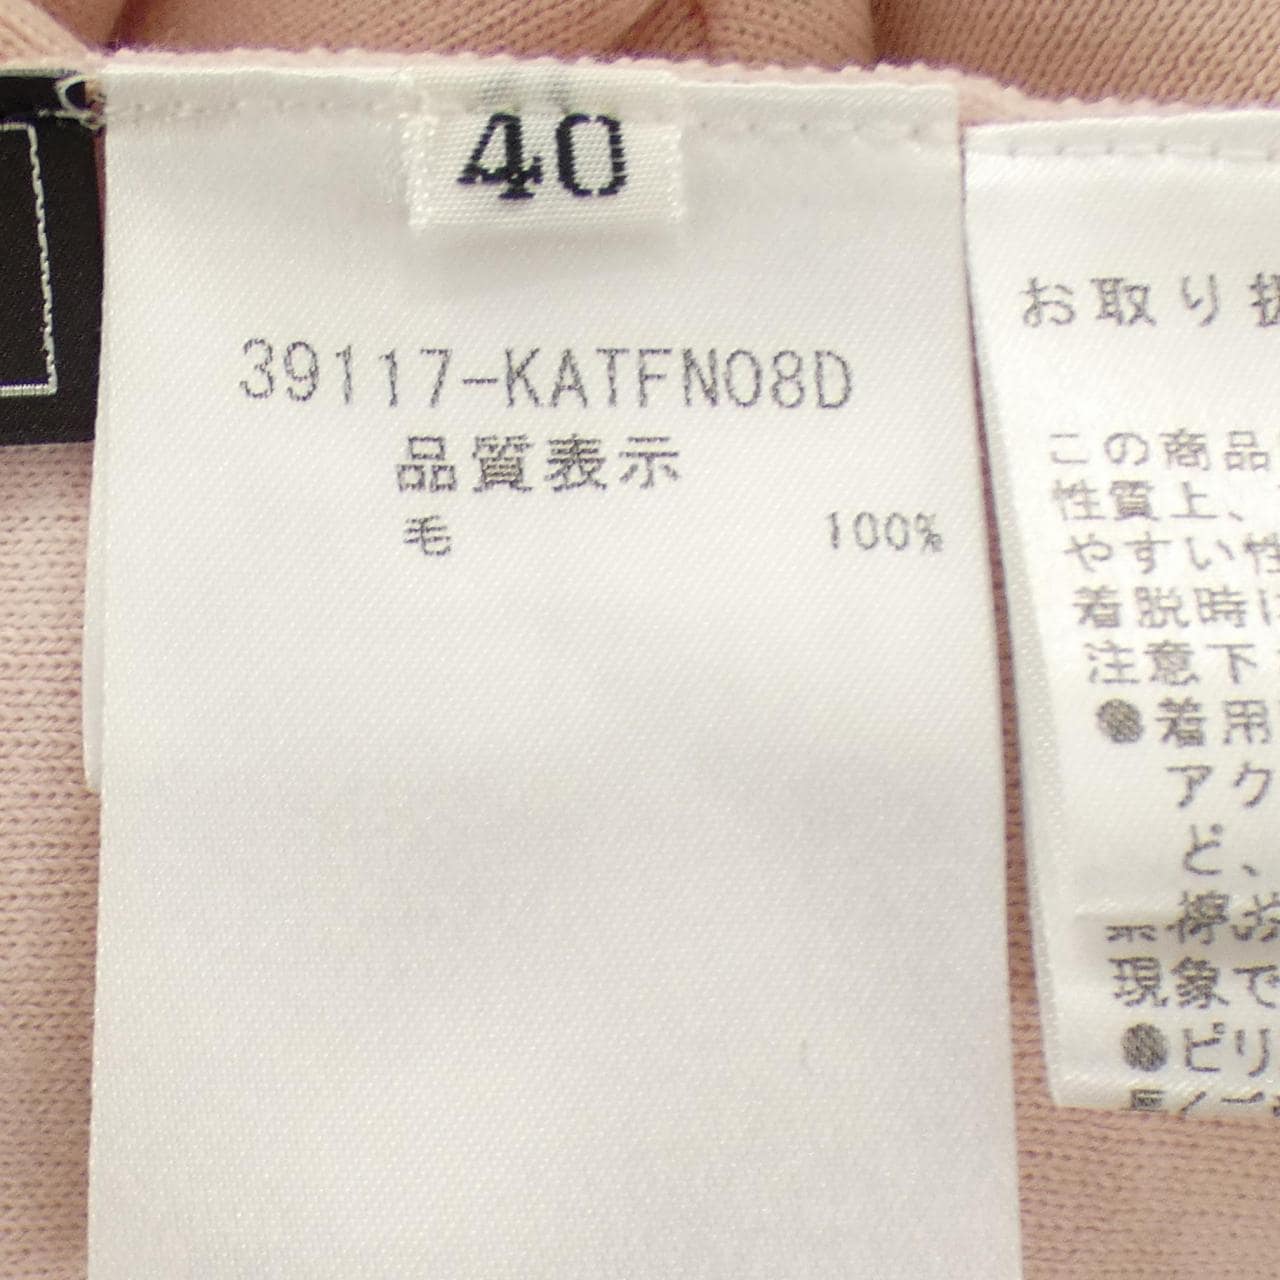 40
39117-KATFN08D
品質表示
毛 100%
お取り扱
この商品
性質上、
やすい性
着脱時に
注意下
●着用
アク
ど、
現象で
●ピリ